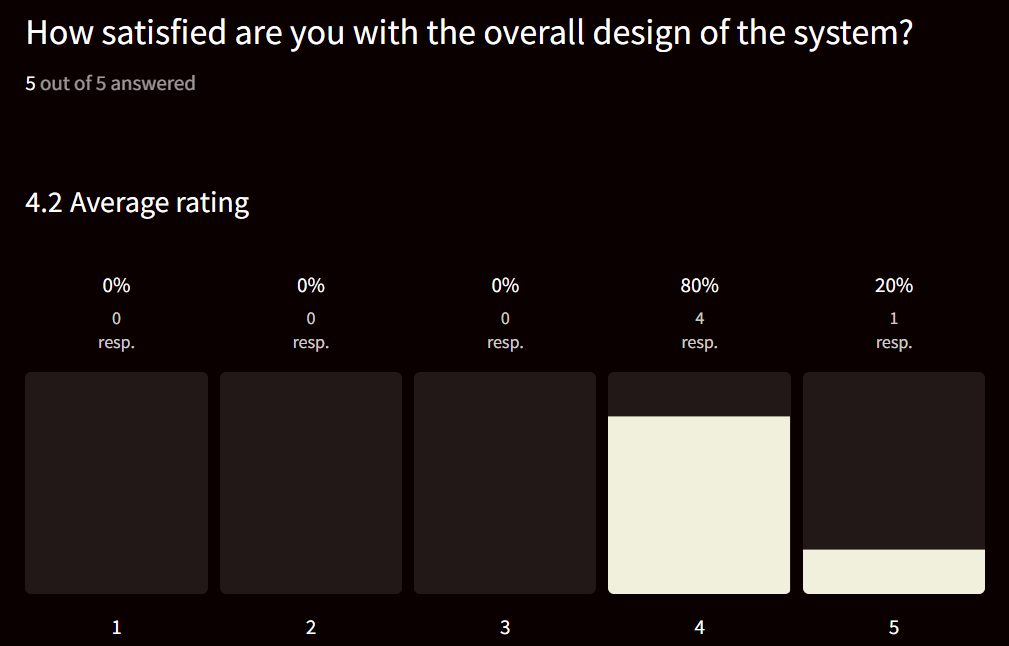 How satisfied are you with the overall design of the system?
5 out of 5 answered
4.2 Average rating
0% 0% 0% 80% 20%
0 0 0 4 1
resp. resp. resp. resp. resp.
1 2 3 4 5